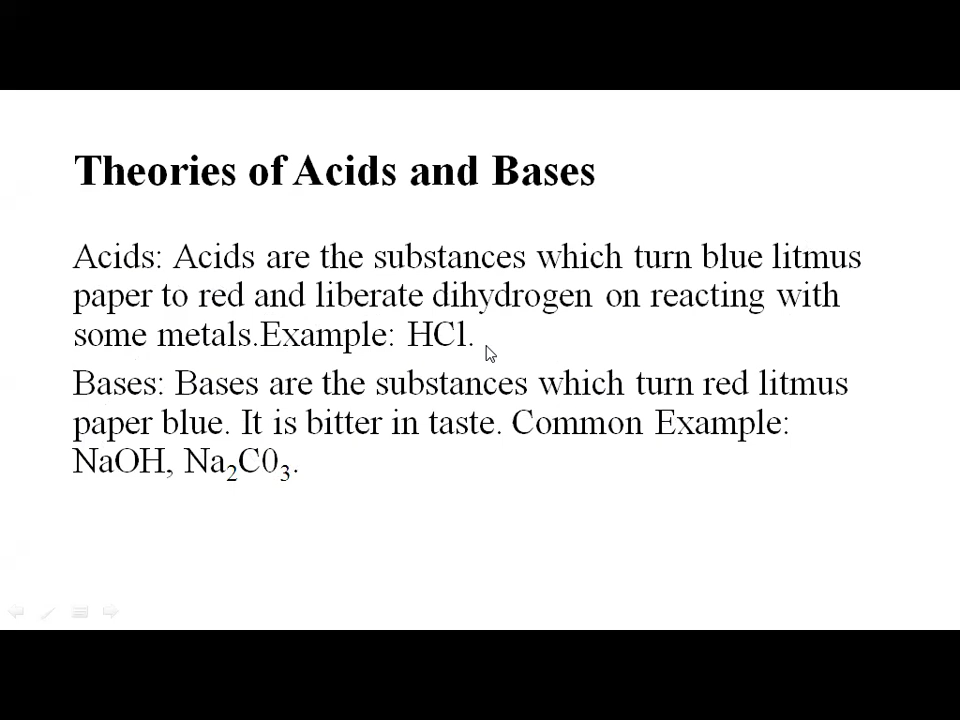 Theories of Acids and Bases
Acids: Acids are the substances which turn blue litmus
paper to red and liberate dihydrogen on reacting with
some metals.Example: HCl.
Bases: Bases are the substances which turn red litmus
paper blue. It is bitter in taste. Common Example:
NaOH, Na₂C0₃.